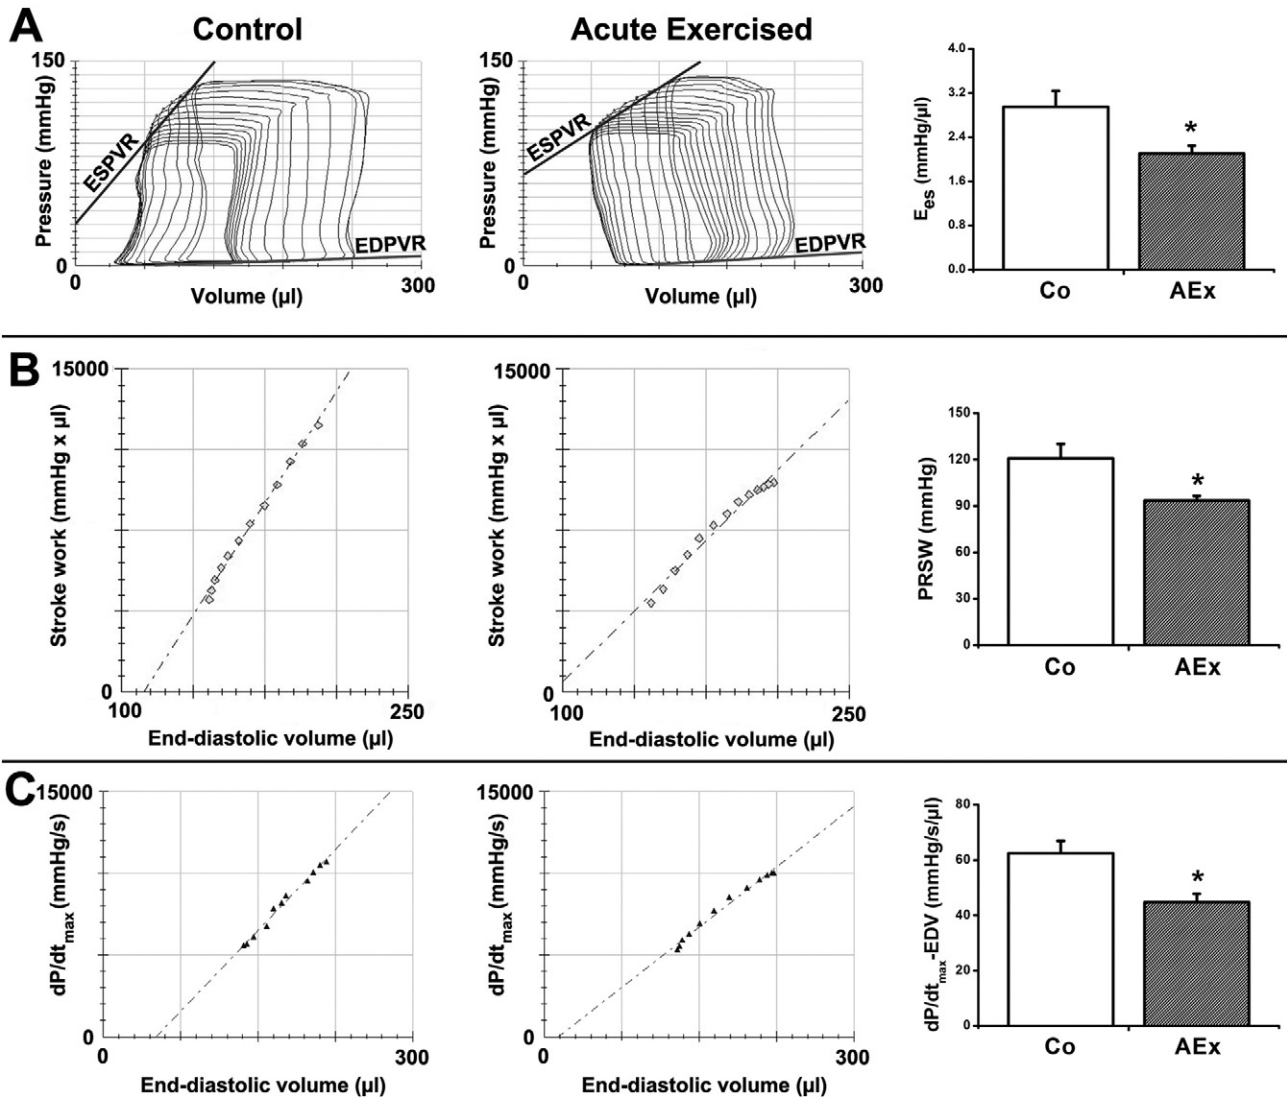 A
Control
Acute Exercised
150
Pressure (mmHg)
ESPVR
EDPVR
0
0
300
Volume (µl)
150
Pressure (mmHg)
ESPVR
EDPVR
0
0
300
Volume (µl)
4.0
3.2
2.4
1.6
0.8
0.0
Ees (mmHg/µl)
*
Co
AEx
B
15000
Stroke work (mmHg x µl)
0
100
250
End-diastolic volume (µl)
15000
Stroke work (mmHg x µl)
0
100
250
End-diastolic volume (µl)
150
120
90
60
30
0
PRSW (mmHg)
*
Co
AEx
C
15000
dP/dtmax (mmHg/s)
0
0
300
End-diastolic volume (µl)
15000
dP/dtmax (mmHg/s)
0
0
300
End-diastolic volume (µl)
80
60
40
20
0
dP/dtmax-EDV (mmHg/s/µl)
*
Co
AEx